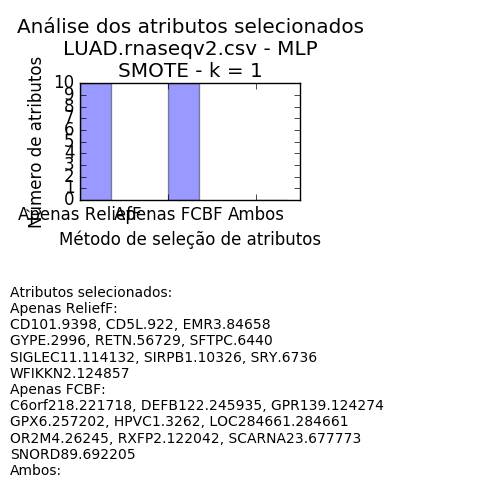 Análise dos atributos selecionados
LUAD.rnaseqv2.csv - MLP
SMOTE - k = 1
Número de atributos
10
9
8
7
6
5
4
3
2
1
0
Apenas ReliefF
Apenas FCBF
Ambos
Método de seleção de atributos
Atributos selecionados:
Apenas ReliefF:
CD101.9398, CD5L.922, EMR3.84658
GYPE.2996, RETN.56729, SFTPC.6440
SIGLEC11.114132, SIRPB1.10326, SRY.6736
WFIKKN2.124857
Apenas FCBF:
C6orf218.221718, DEFB122.245935, GPR139.124274
GPX6.257202, HPVC1.3262, LOC284661.284661
OR2M4.26245, RXFP2.122042, SCARNA23.677773
SNORD89.692205
Ambos: